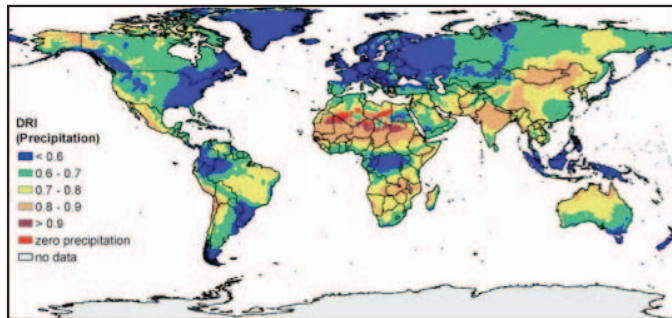 DRI
(Precipitation)
< 0.6
0.6 - 0.7
0.7 - 0.8
0.8 - 0.9
> 0.9
zero precipitation
no data